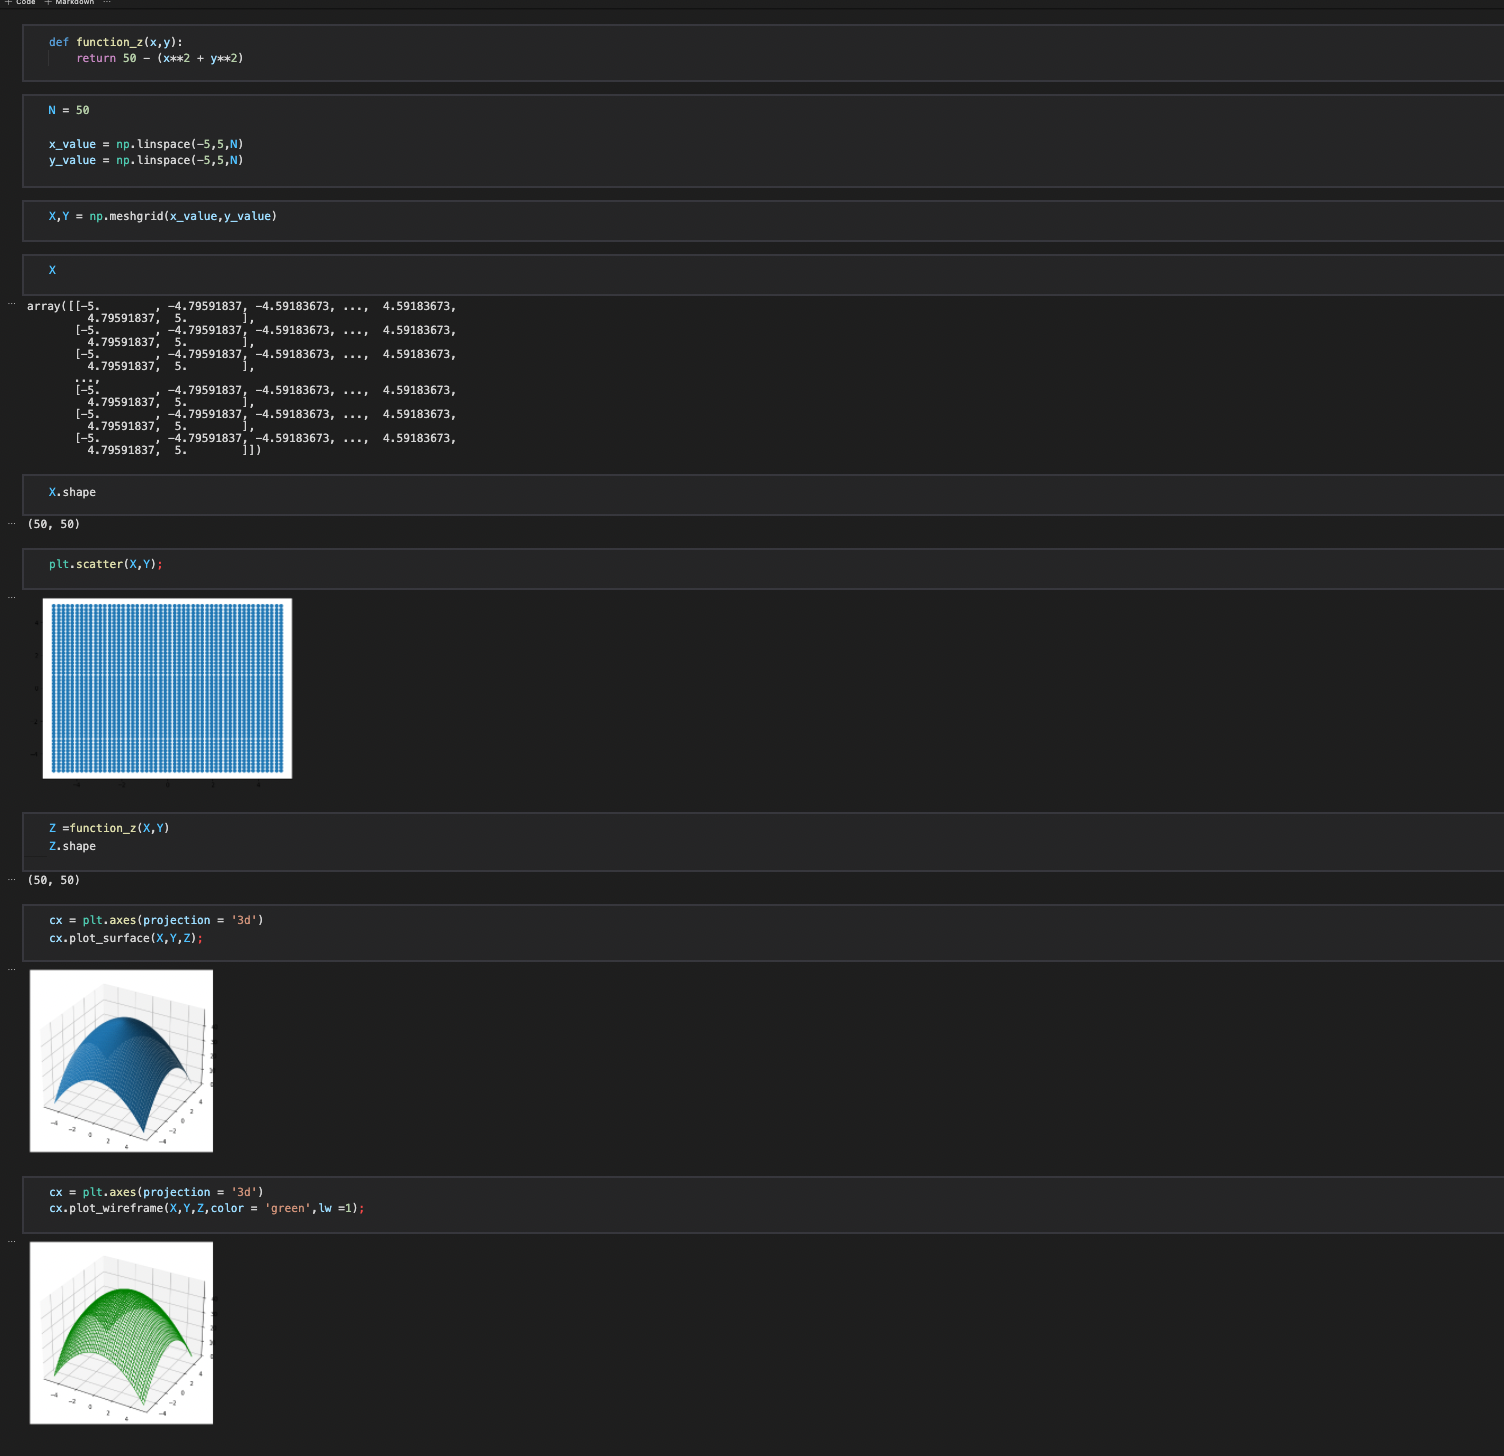 + Code + Markdown ...
def function_z(x,y):
    return 50 - (x**2 + y**2)
N = 50
x_value = np.linspace(-5,5,N)
y_value = np.linspace(-5,5,N)
X,Y = np.meshgrid(x_value,y_value)
X
array([[-5.        , -4.79591837, -4.59183673, ...,  4.59183673,
         4.79591837,  5.        ],
       [-5.        , -4.79591837, -4.59183673, ...,  4.59183673,
         4.79591837,  5.        ],
       [-5.        , -4.79591837, -4.59183673, ...,  4.59183673,
         4.79591837,  5.        ],
       ...,
       [-5.        , -4.79591837, -4.59183673, ...,  4.59183673,
         4.79591837,  5.        ],
       [-5.        , -4.79591837, -4.59183673, ...,  4.59183673,
         4.79591837,  5.        ],
       [-5.        , -4.79591837, -4.59183673, ...,  4.59183673,
         4.79591837,  5.        ]])
X.shape
(50, 50)
plt.scatter(X,Y);
Z =function_z(X,Y)
Z.shape
(50, 50)
cx = plt.axes(projection = '3d')
cx.plot_surface(X,Y,Z);
-4 -2 0 2 4
-4 -2 0 2 4
cx = plt.axes(projection = '3d')
cx.plot_wireframe(X,Y,Z,color = 'green',lw =1);
-4 -2 0 2 4
-4 -2 0 2 4